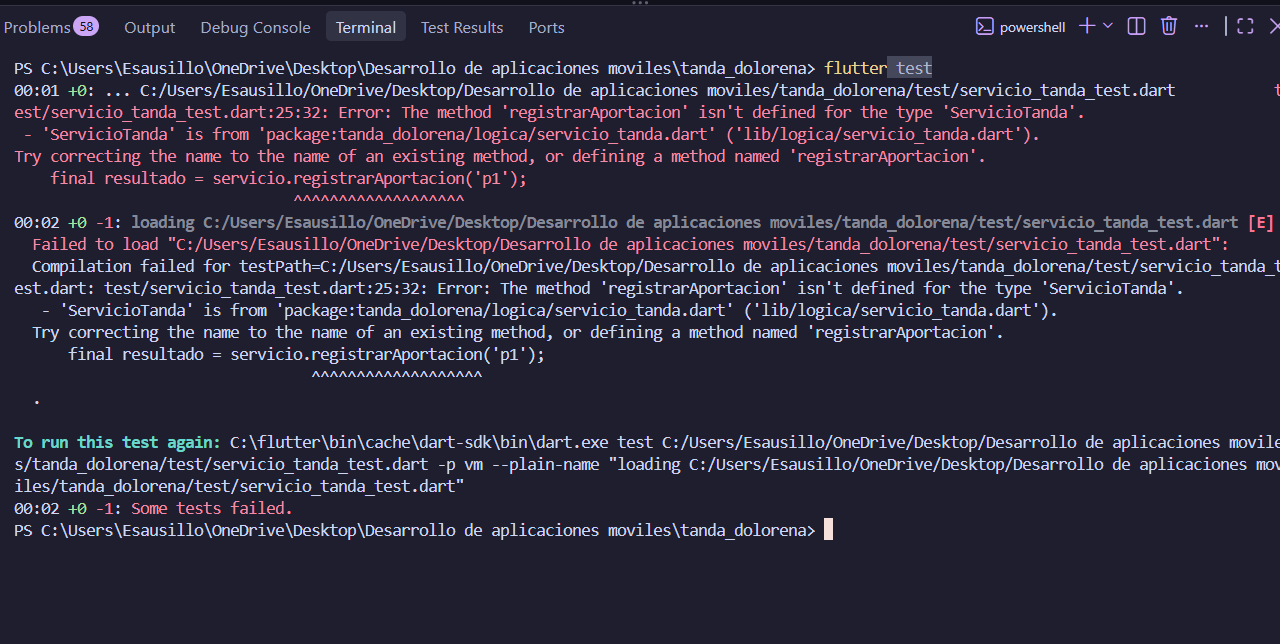 Problems 58 Output Debug Console Terminal Test Results Ports powershell
PS C:\Users\Esausillo\OneDrive\Desktop\Desarrollo de aplicaciones moviles\tanda_dolorena> flutter test
00:01 +0: ... C:/Users/Esausillo/OneDrive/Desktop/Desarrollo de aplicaciones moviles/tanda_dolorena/test/servicio_tanda_test.dart t
est/servicio_tanda_test.dart:25:32: Error: The method 'registrarAportacion' isn't defined for the type 'ServicioTanda'.
- 'ServicioTanda' is from 'package:tanda_dolorena/logica/servicio_tanda.dart' ('lib/logica/servicio_tanda.dart').
Try correcting the name to the name of an existing method, or defining a method named 'registrarAportacion'.
final resultado = servicio.registrarAportacion('p1');
^^^^^^^^^^^^^^^^^^^
00:02 +0 -1: loading C:/Users/Esausillo/OneDrive/Desktop/Desarrollo de aplicaciones moviles/tanda_dolorena/test/servicio_tanda_test.dart [E]
Failed to load "C:/Users/Esausillo/OneDrive/Desktop/Desarrollo de aplicaciones moviles/tanda_dolorena/test/servicio_tanda_test.dart":
Compilation failed for testPath=C:/Users/Esausillo/OneDrive/Desktop/Desarrollo de aplicaciones moviles/tanda_dolorena/test/servicio_tanda_t
est.dart: test/servicio_tanda_test.dart:25:32: Error: The method 'registrarAportacion' isn't defined for the type 'ServicioTanda'.
- 'ServicioTanda' is from 'package:tanda_dolorena/logica/servicio_tanda.dart' ('lib/logica/servicio_tanda.dart').
Try correcting the name to the name of an existing method, or defining a method named 'registrarAportacion'.
final resultado = servicio.registrarAportacion('p1');
^^^^^^^^^^^^^^^^^^^
.
To run this test again: C:\flutter\bin\cache\dart-sdk\bin\dart.exe test C:/Users/Esausillo/OneDrive/Desktop/Desarrollo de aplicaciones movile
s/tanda_dolorena/test/servicio_tanda_test.dart -p vm --plain-name "loading C:/Users/Esausillo/OneDrive/Desktop/Desarrollo de aplicaciones mov
iles/tanda_dolorena/test/servicio_tanda_test.dart"
00:02 +0 -1: Some tests failed.
PS C:\Users\Esausillo\OneDrive\Desktop\Desarrollo de aplicaciones moviles\tanda_dolorena>